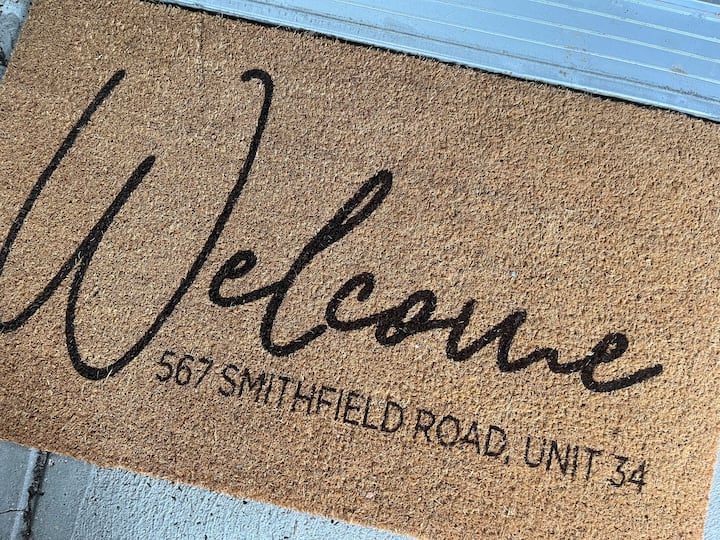 Welcome
567 SMITHFIELD ROAD, UNIT 34